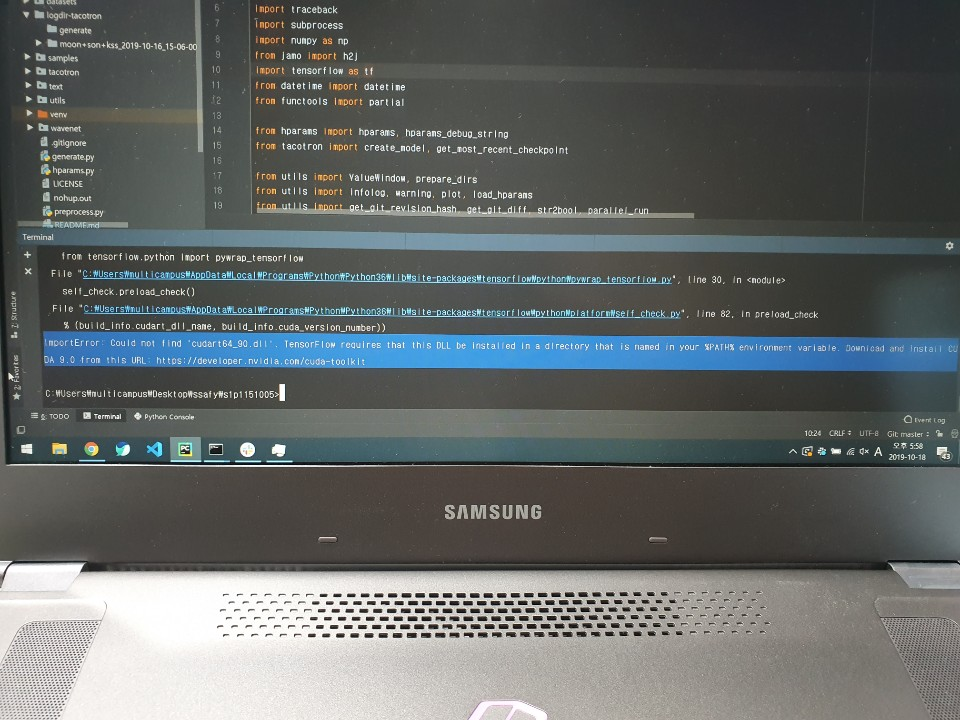 datasets
logdir-tacotron
generate
moon+son+kss_2019-10-16_15-06-00
samples
tacotron
text
utils
venv
wavenet
.gitignore
generate.py
hparams.py
LICENSE
nohup.out
preprocess.py
README.md
6 import traceback
7 import subprocess
8 import numpy as np
9 from jamo import h2j
10 import tensorflow as tf
11 from datetime import datetime
12 from functools import partial
13
14 from hparams import hparams, hparams_debug_string
15 from tacotron import create_model, get_most_recent_checkpoint
16
17 from utils import ValueWindow, prepare_dirs
18 from utils import infolog, warning, plot, load_hparams
19 from utils import get_git_revision_hash, get_git_diff, str2bool, parallel_run
Terminal
from tensorflow.python import pywrap_tensorflow
File "C:₩Users₩multicampus₩AppData₩Local₩Programs₩Python₩Python36₩lib₩site-packages₩tensorflow₩python₩pywrap_tensorflow.py", line 30, in <module>
self_check.preload_check()
File "C:₩Users₩multicampus₩AppData₩Local₩Programs₩Python₩Python36₩lib₩site-packages₩tensorflow₩python₩platform₩self_check.py", line 82, in preload_check
% (build_info.cudart_dll_name, build_info.cuda_version_number))
ImportError: Could not find 'cudart64_90.dll'. TensorFlow requires that this DLL be installed in a directory that is named in your %PATH% environment variable. Download and install CU
DA 9.0 from this URL: https://developer.nvidia.com/cuda-toolkit
C:₩Users₩multicampus₩Desktop₩ssafy₩s1p1151005>
7: Structure
2: Favorites
6: TODO
Terminal
Python Console
Event Log
10:24 CRLF UTF-8 Git: master
PC
A
오후 5:58
2019-10-18
43
SAMSUNG